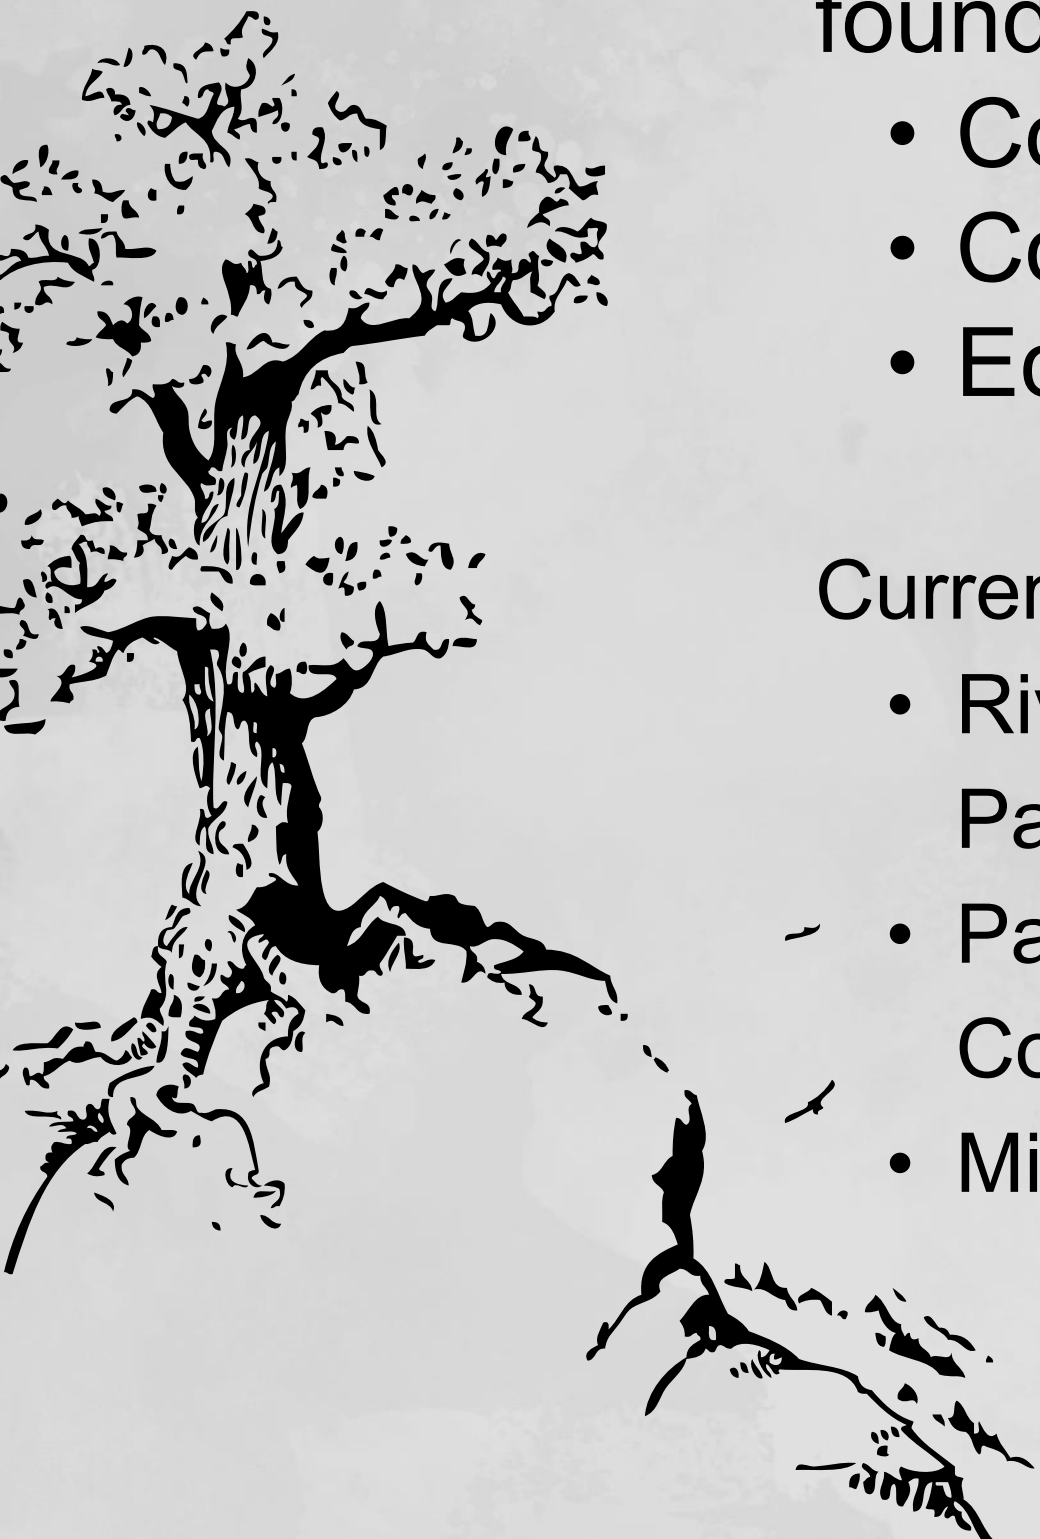 found
• Co
• Co
• Ec
Curren
• Riv
Pa
• Pa
Co
• Mi